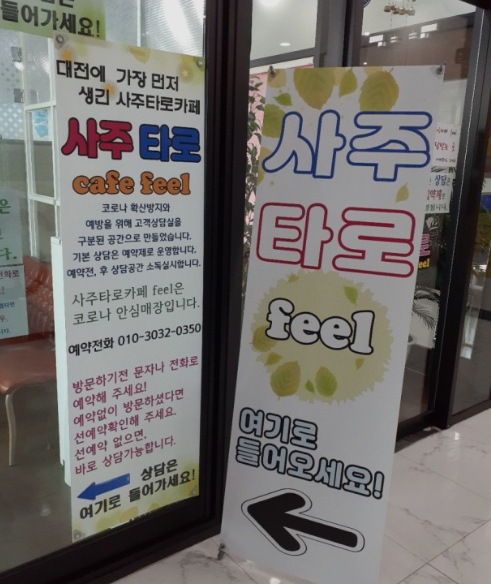 들어가세요!
대전에 가장 먼저
생긴 사주타로카페
사주 타로
cafe feel
코로나 확산방지와
예방을 위해 고객상담실을
구분된 공간으로 만들었습니다.
기본 상담은 예약제로 운영합니다.
예약전, 후 상담공간 소독실시합니다.
사주타로카페 feel은
코로나 안심매장입니다.
예약전화 010-3032-0350
방문하기전 문자나 전화로
예약해 주세요!
예약없이 방문하셨다면
선예약확인해 주세요.
선예약 없으면,
바로 상담가능합니다.
상담은
여기로 들어가세요!
사주
타로
feel
여기로
들어오세요!